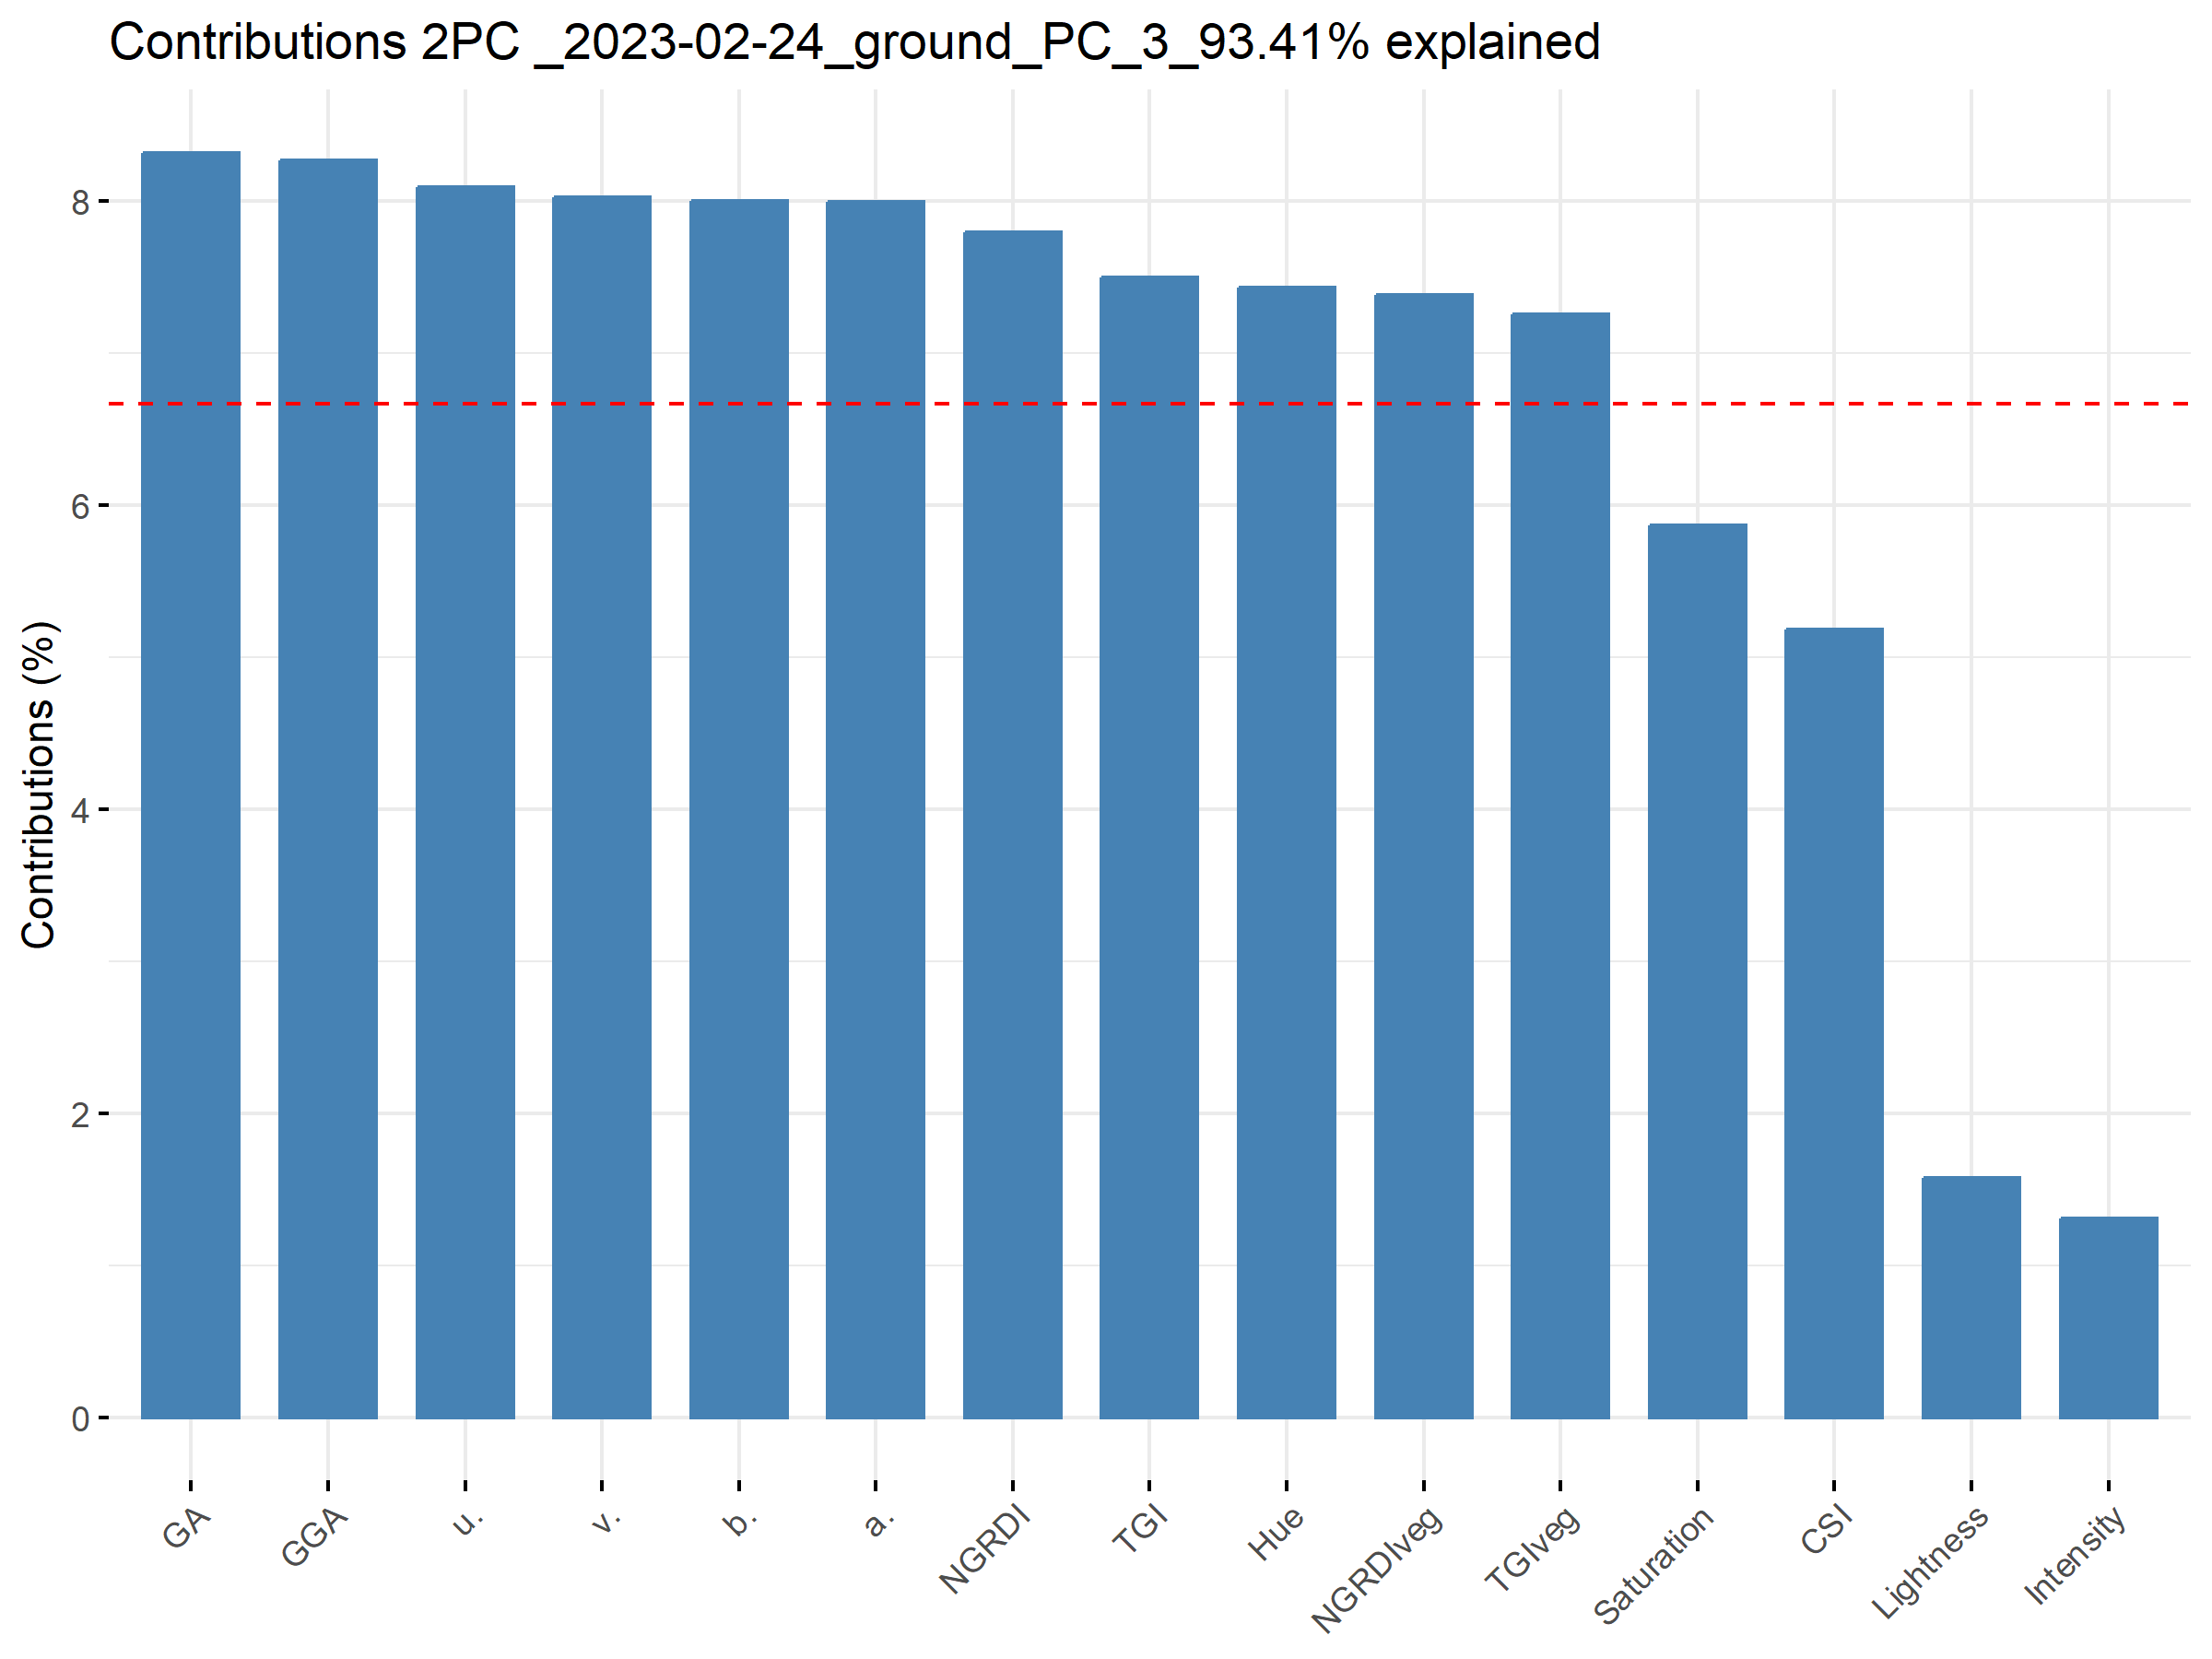 Contributions 2PC _2023-02-24_ground_PC_3_93.41% explained
Contributions (%)
8
6
4
2
0
GA
GGA
u.
v.
b.
a.
NGRDI
TGI
Hue
NGRDIveg
TGIveg
Saturation
CSI
Lightness
Intensity